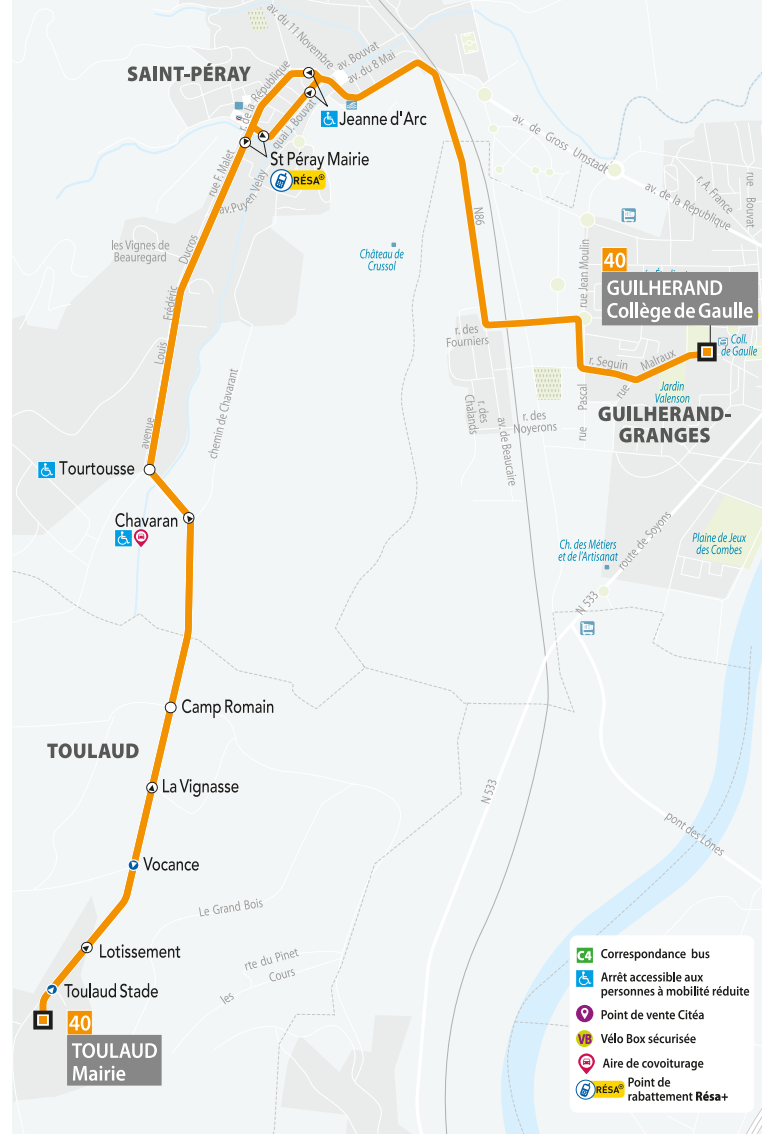 av. du 11 Novembre
av. Bouvat
av. du 8 Mai
SAINT-PÉRAY
r. de la République
quai J. Bouvat
Jeanne d'Arc
St Péray Mairie
RÉSA
rue F. Malet
av. Puy en Velay
av. de Gross Umstadt
av. de la République
r. A. France
rue Bouvat
N86
les Vignes de
Beauregard
Château de
Crussol
rue Jean Moulin
40
GUILHERAND
Collège de Gaulle
avenue Louis Frédéric Ducros
r. des
Fourniers
r. Seguin
rue Malraux
Coll.
de Gaulle
Jardin
Valenson
GUILHERAND-
GRANGES
chemin de Chavarant
r. des
Chalands
av. de Beaucaire
r. des
Noyerons
rue Pascal
Tourtousse
Chavaran
Ch. des Métiers
et de l'Artisanat
route de Soyons
Plaine de Jeux
des Combes
N 533
Camp Romain
TOULAUD
La Vignasse
N 533
pont des Lônes
Vocance
Le Grand Bois
Lotissement
rte du Pinet
les Cours
Toulaud Stade
40
TOULAUD
Mairie
C4 Correspondance bus
Arrêt accessible aux
personnes à mobilité réduite
Point de vente Citéa
VB Vélo Box sécurisée
Aire de covoiturage
RÉSA Point de
rabattement Résa+